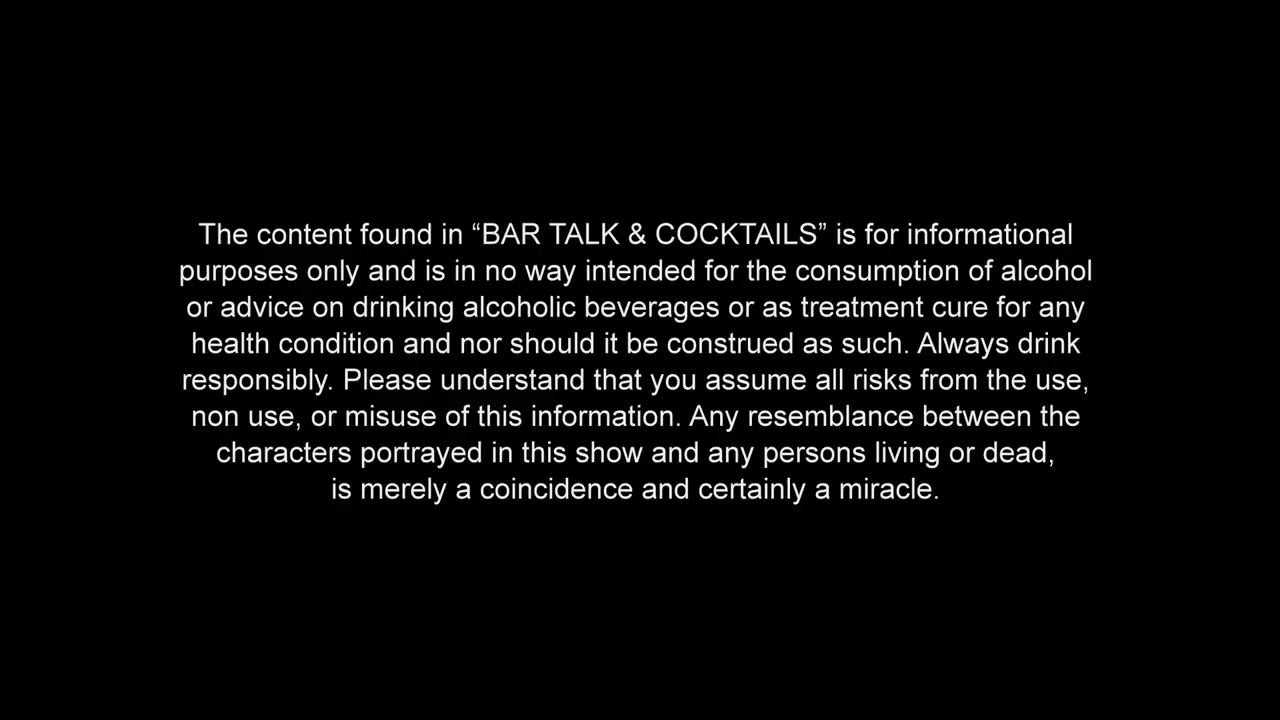 The content found in “BAR TALK & COCKTAILS” is for informational
purposes only and is in no way intended for the consumption of alcohol
or advice on drinking alcoholic beverages or as treatment cure for any
health condition and nor should it be construed as such. Always drink
responsibly. Please understand that you assume all risks from the use,
non use, or misuse of this information. Any resemblance between the
characters portrayed in this show and any persons living or dead,
is merely a coincidence and certainly a miracle.